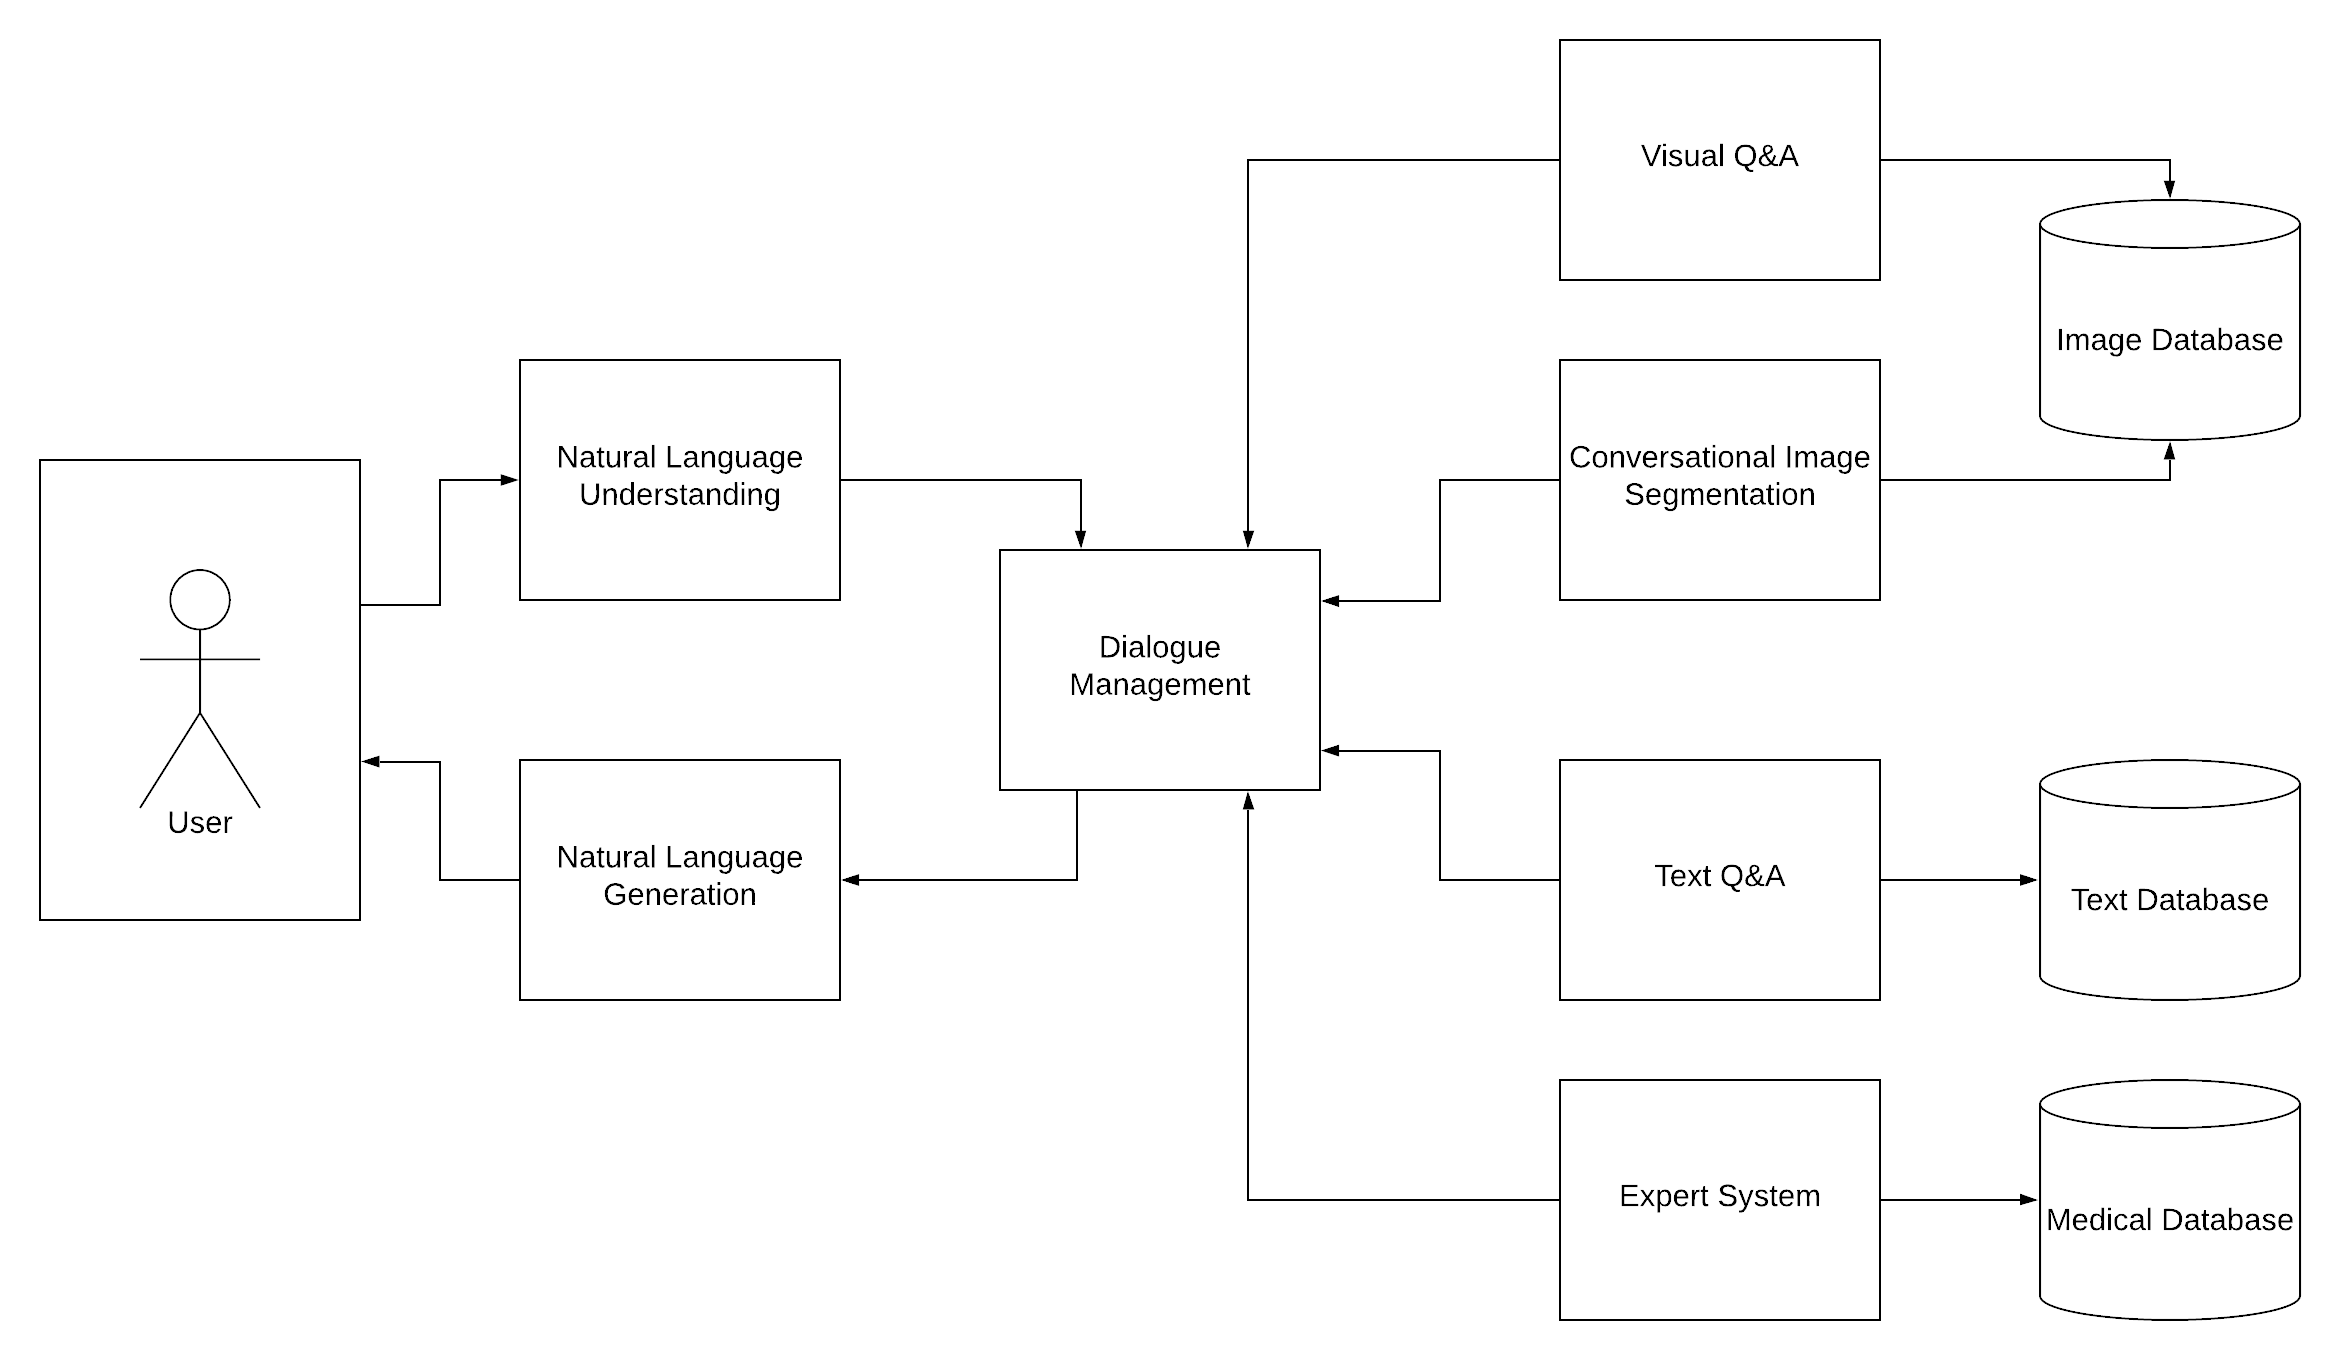 Visual Q&A
Image Database
Natural Language
Understanding
Conversational Image
Segmentation
Dialogue
Management
User
Natural Language
Generation
Text Q&A
Text Database
Expert System
Medical Database